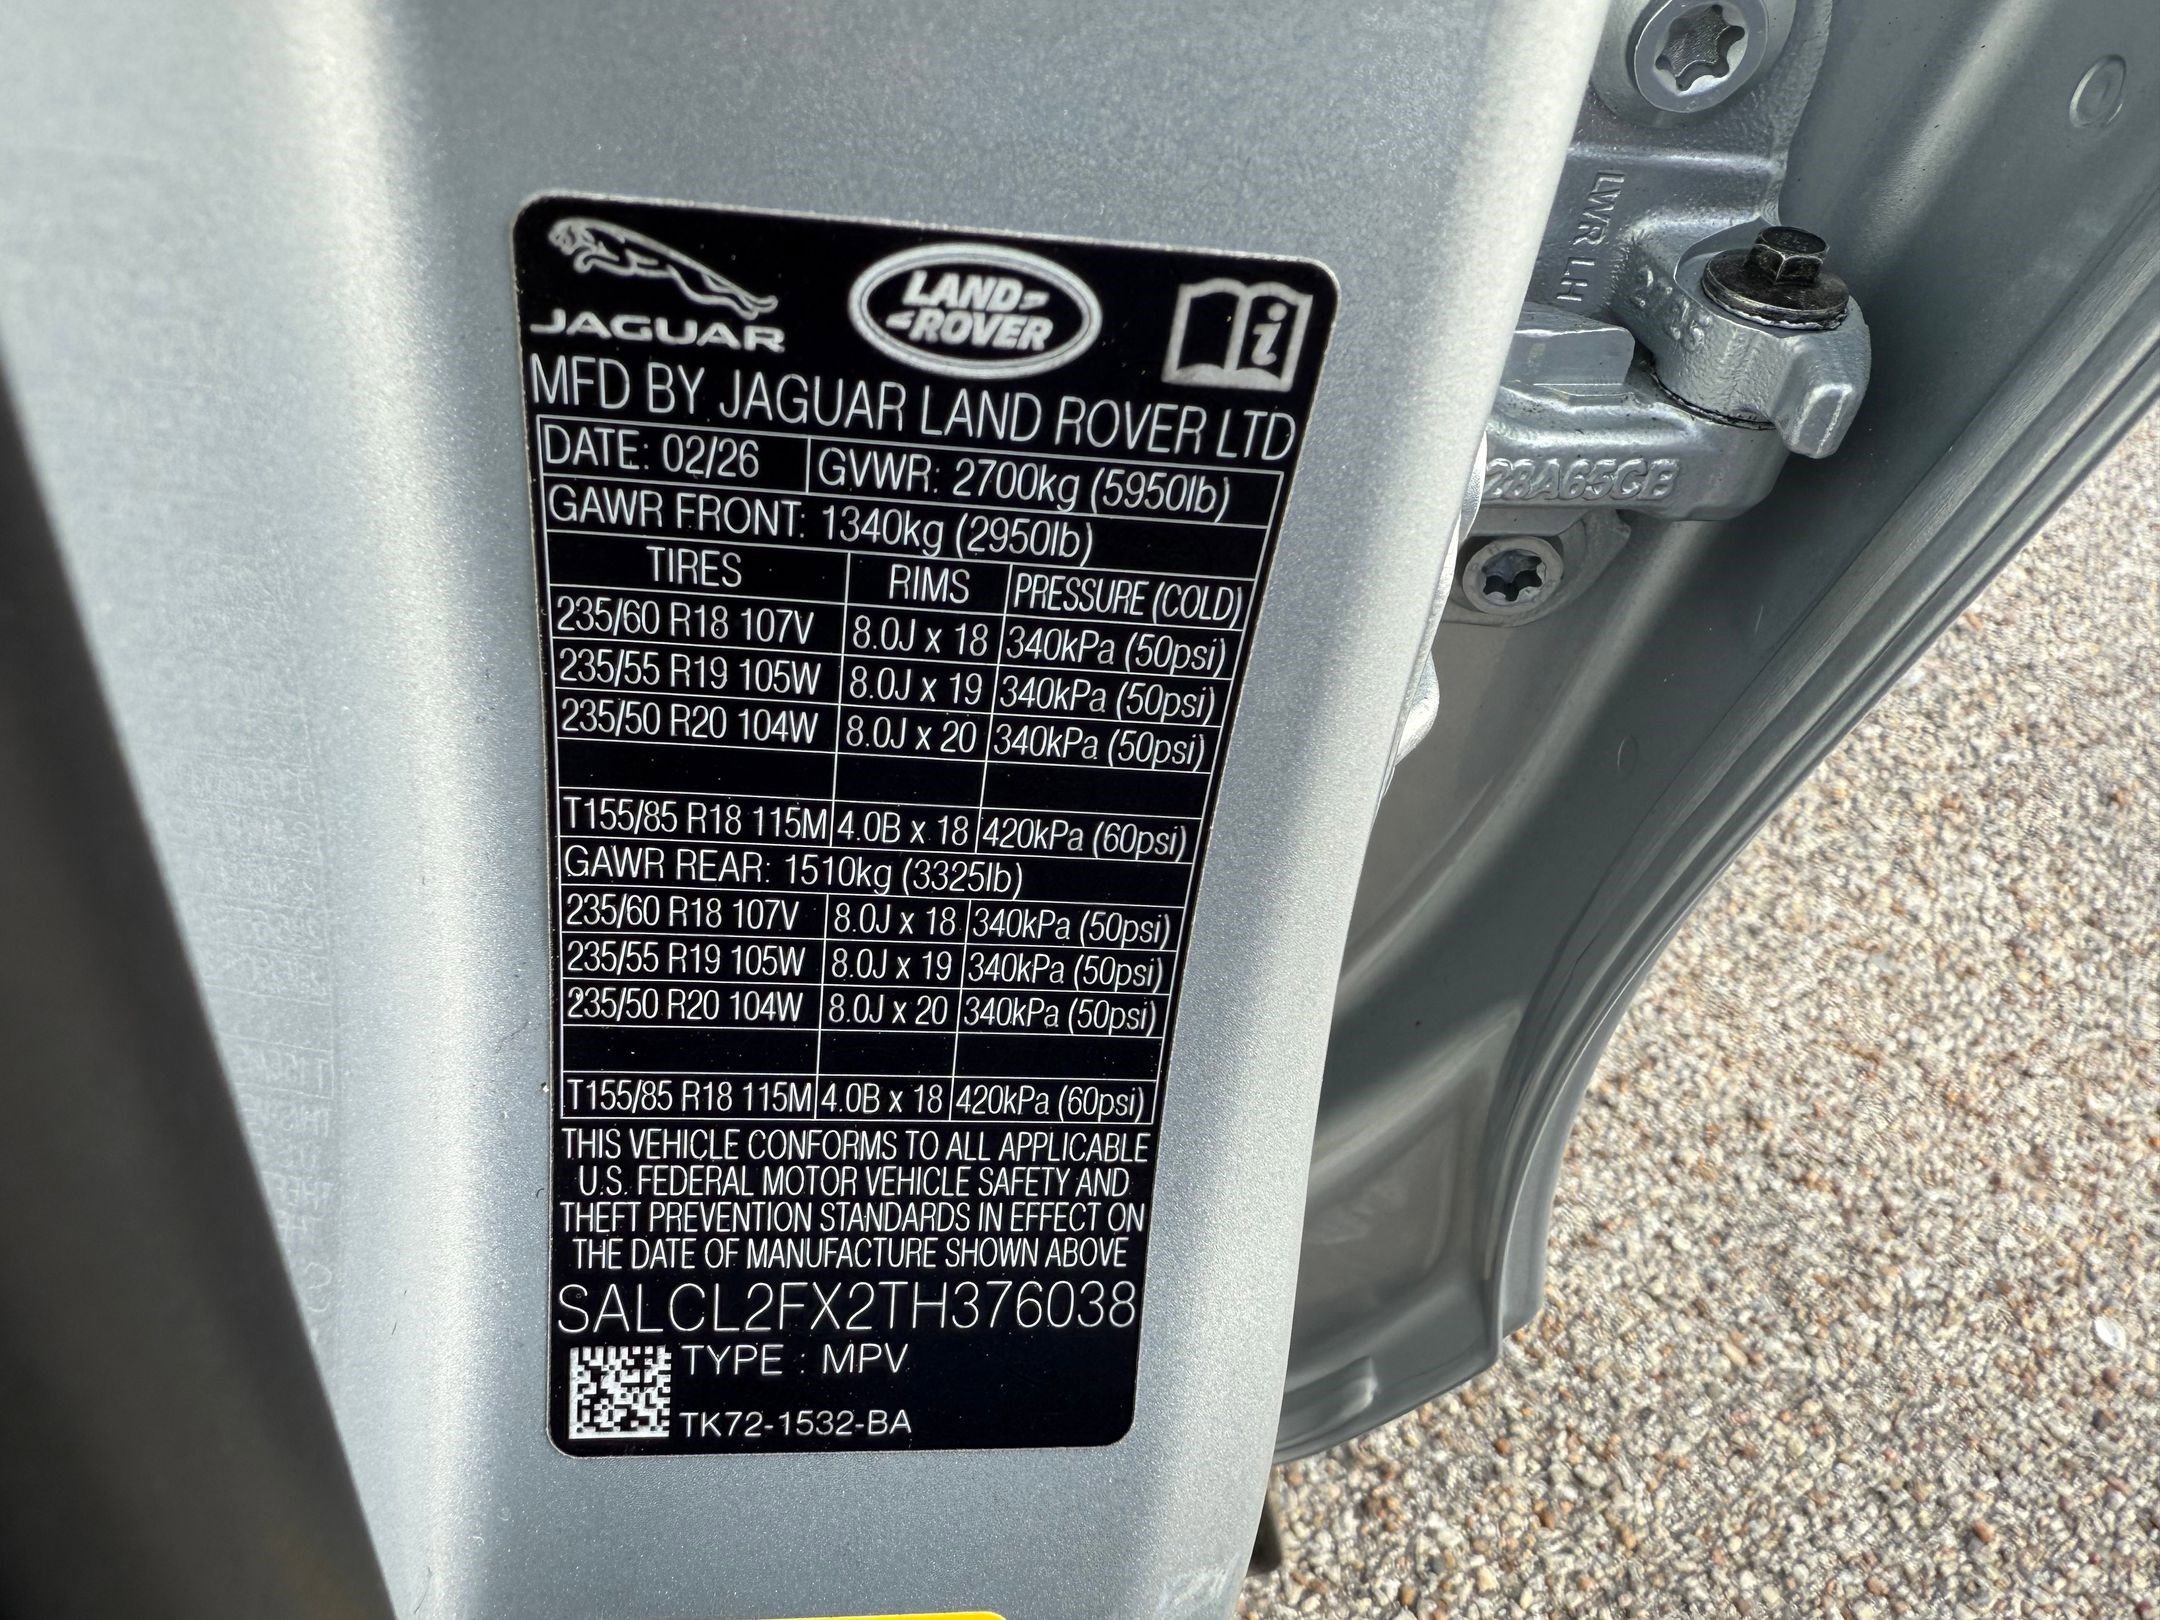 JAGUAR
LAND-
-ROVER
i
MFD BY JAGUAR LAND ROVER LTD
DATE: 02/26 GVWR: 2700kg (5950lb)
GAWR FRONT: 1340kg (2950lb)
TIRES RIMS PRESSURE (COLD)
235/60 R18 107V 8.0J x 18 340kPa (50psi)
235/55 R19 105W 8.0J x 19 340kPa (50psi)
235/50 R20 104W 8.0J x 20 340kPa (50psi)
T155/85 R18 115M 4.0B x 18 420kPa (60psi)
GAWR REAR: 1510kg (3325lb)
235/60 R18 107V 8.0J x 18 340kPa (50psi)
235/55 R19 105W 8.0J x 19 340kPa (50psi)
235/50 R20 104W 8.0J x 20 340kPa (50psi)
T155/85 R18 115M 4.0B x 18 420kPa (60psi)
THIS VEHICLE CONFORMS TO ALL APPLICABLE
U.S. FEDERAL MOTOR VEHICLE SAFETY AND
THEFT PREVENTION STANDARDS IN EFFECT ON
THE DATE OF MANUFACTURE SHOWN ABOVE
SALCL2FX2TH376038
TYPE : MPV
TK72-1532-BA
LWR LH